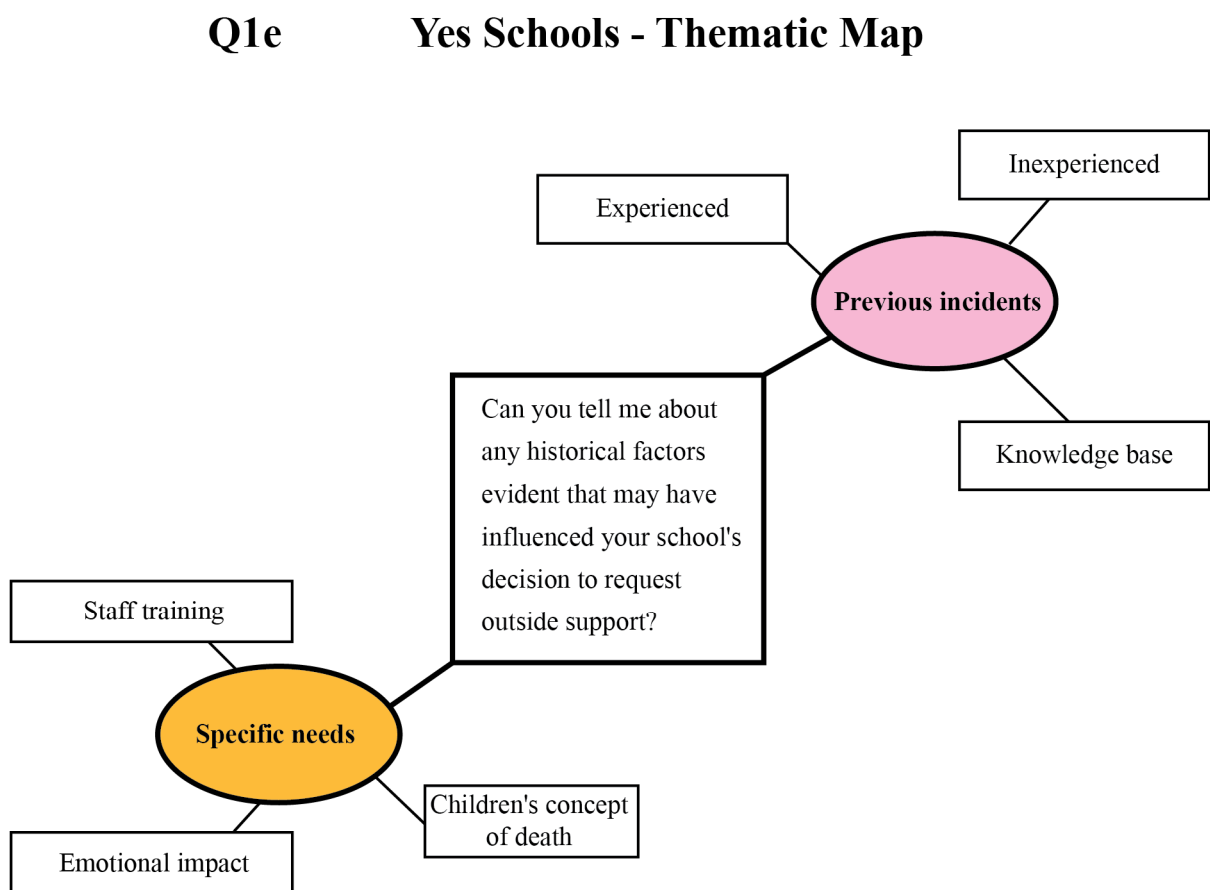 Q1e Yes Schools - Thematic Map
Inexperienced
Experienced
Previous incidents
Knowledge base
Can you tell me about
any historical factors
evident that may have
influenced your school's
decision to request
outside support?
Staff training
Specific needs
Children's concept
of death
Emotional impact